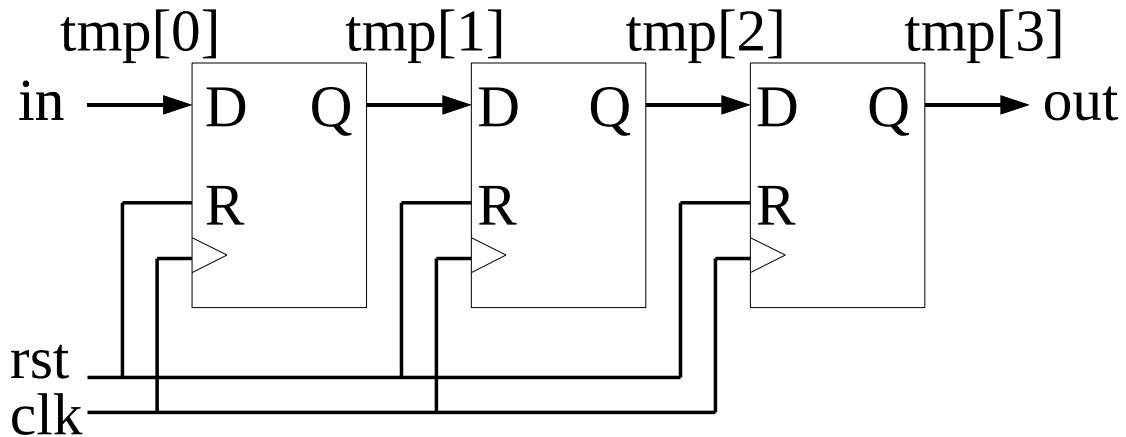 tmp[0] tmp[1] tmp[2] tmp[3]
in D Q D Q D Q out
R R R
rst
clk